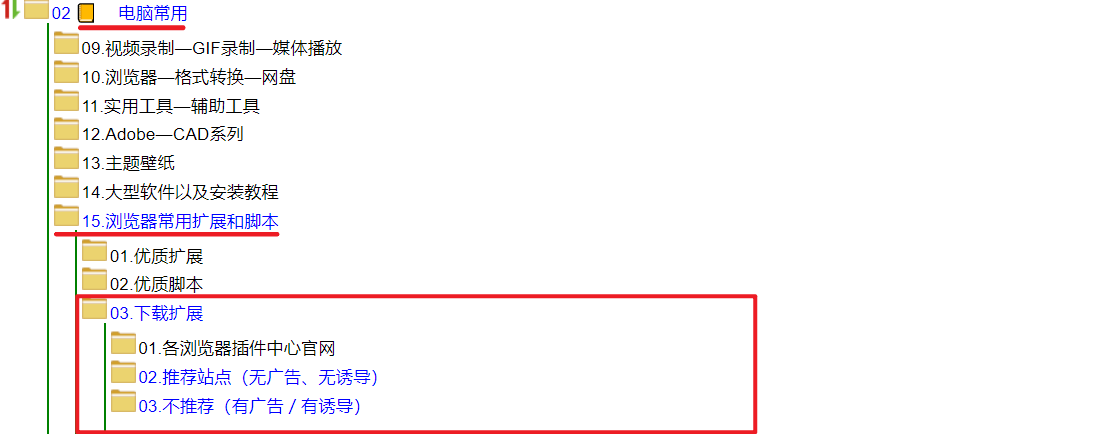 02 电脑常用
09.视频录制—GIF录制—媒体播放
10.浏览器—格式转换—网盘
11.实用工具—辅助工具
12.Adobe—CAD系列
13.主题壁纸
14.大型软件以及安装教程
15.浏览器常用扩展和脚本
01.优质扩展
02.优质脚本
03.下载扩展
01.各浏览器插件中心官网
02.推荐站点（无广告、无诱导）
03.不推荐（有广告 / 有诱导）